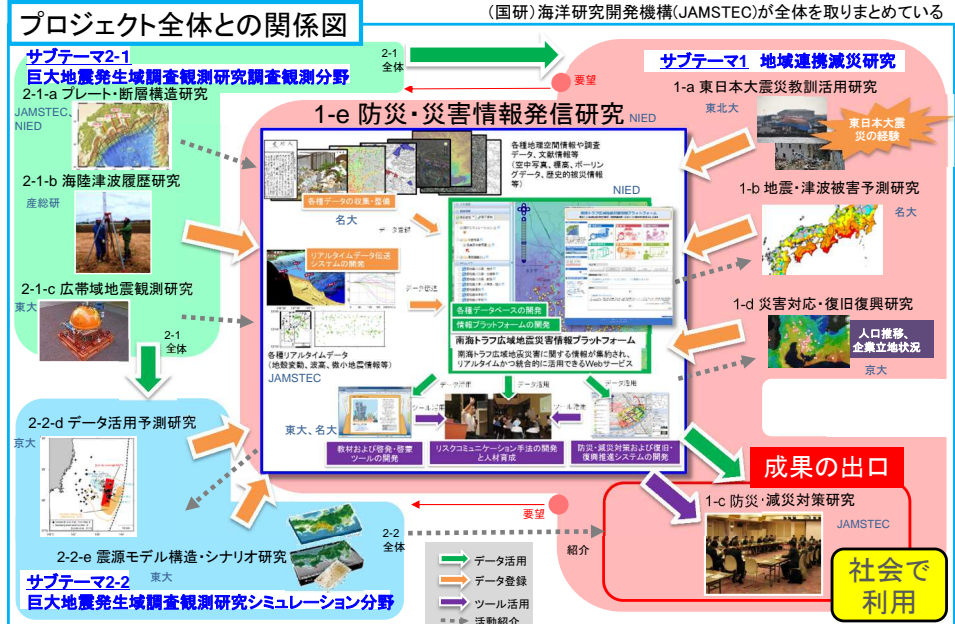 プロジェクト全体との関係図
(国研)海洋研究開発機構(JAMSTEC)が全体を取りまとめている
サブテーマ2-1
巨大地震発生域調査観測研究調査観測分野
2-1
全体
要望
サブテーマ1 地域連携減災研究
2-1-a プレート・断層構造研究
JAMSTEC、
NIED
2-1-b 海陸津波履歴研究
産総研
2-1-c 広帯域地震観測研究
東大
2-1
全体
1-e 防災・災害情報発信研究 NIED
各種地理空間情報や調査
データ、文献情報等
(空中写真、標高、ボーリン
グデータ、歴史的被災情報
等)
NIED
各種データの収集・整備
名大
データ登録
リアルタイムデータ伝送
システムの開発
データ伝送
各種リアルタイムデータ
(地殻変動、波高、微小地震情報等)
JAMSTEC
南海トラフ広域地震災害情報プラットフォーム
各種データベースの開発
情報プラットフォームの開発
南海トラフ広域地震災害情報プラットフォーム
南海トラフ広域地震災害に関する情報が集約され、
リアルタイムかつ統合的に活用できるWebサービス
データ活用
データ活用
データ活用
ツール活用
ツール活用
東大、名大
教材および啓発・啓蒙
ツールの開発
リスクコミュニケーション手法の開発
と人材育成
防災・減災対策および復旧・
復興推進システムの開発
1-a 東日本大震災教訓活用研究
東北大
東日本大震
災の経験
1-b 地震・津波被害予測研究
名大
1-d 災害対応・復旧復興研究
人口推移、
企業立地状況
京大
2-2-d データ活用予測研究
京大
2-2-e 震源モデル構造・シナリオ研究
東大
サブテーマ2-2
巨大地震発生域調査観測研究シミュレーション分野
2-2
全体
要望
紹介
成果の出口
1-c 防災・減災対策研究
JAMSTEC
社会で
利用
データ活用
データ登録
ツール活用
活動紹介